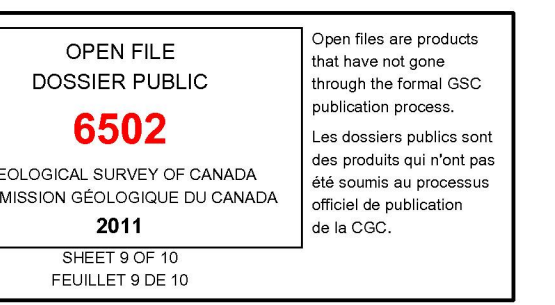 OPEN FILE
DOSSIER PUBLIC
6502
EOLOGICAL SURVEY OF CANADA
MISSION GÉOLOGIQUE DU CANADA
2011
SHEET 9 OF 10
FEUILLET 9 DE 10
Open files are products
that have not gone
through the formal GSC
publication process.
Les dossiers publics sont
des produits qui n'ont pas
été soumis au processus
officiel de publication
de la CGC.